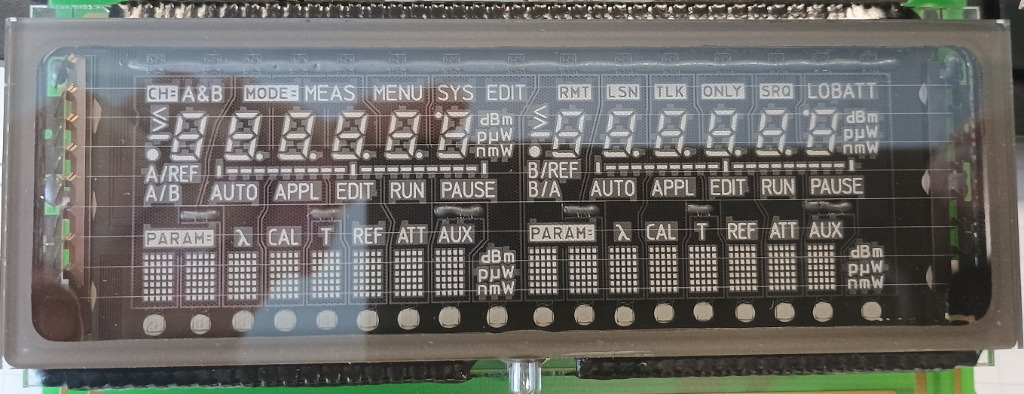 CH= A&B MODE= MEAS MENU SYS EDIT RMT LSN TLK ONLY SRQ LOBATT
dBm dBm
pµW pµW
nmW nmW
A/REF B/REF
A/B AUTO APPL EDIT RUN PAUSE B/A AUTO APPL EDIT RUN PAUSE
PARAM= λ CAL T REF ATT AUX PARAM= λ CAL T REF ATT AUX
dBm dBm
pµW pµW
nmW nmW